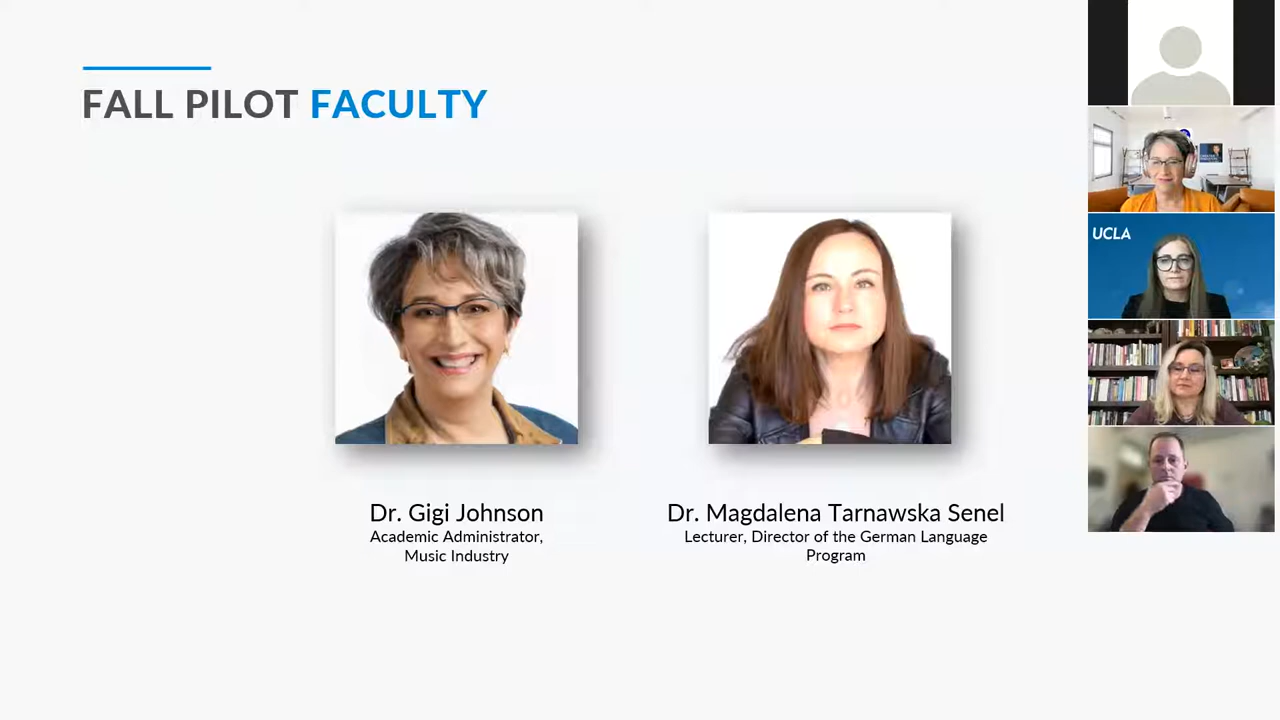 FALL PILOT FACULTY
Dr. Gigi Johnson
Academic Administrator,
Music Industry
Dr. Magdalena Tarnawska Senel
Lecturer, Director of the German Language
Program
UCLA